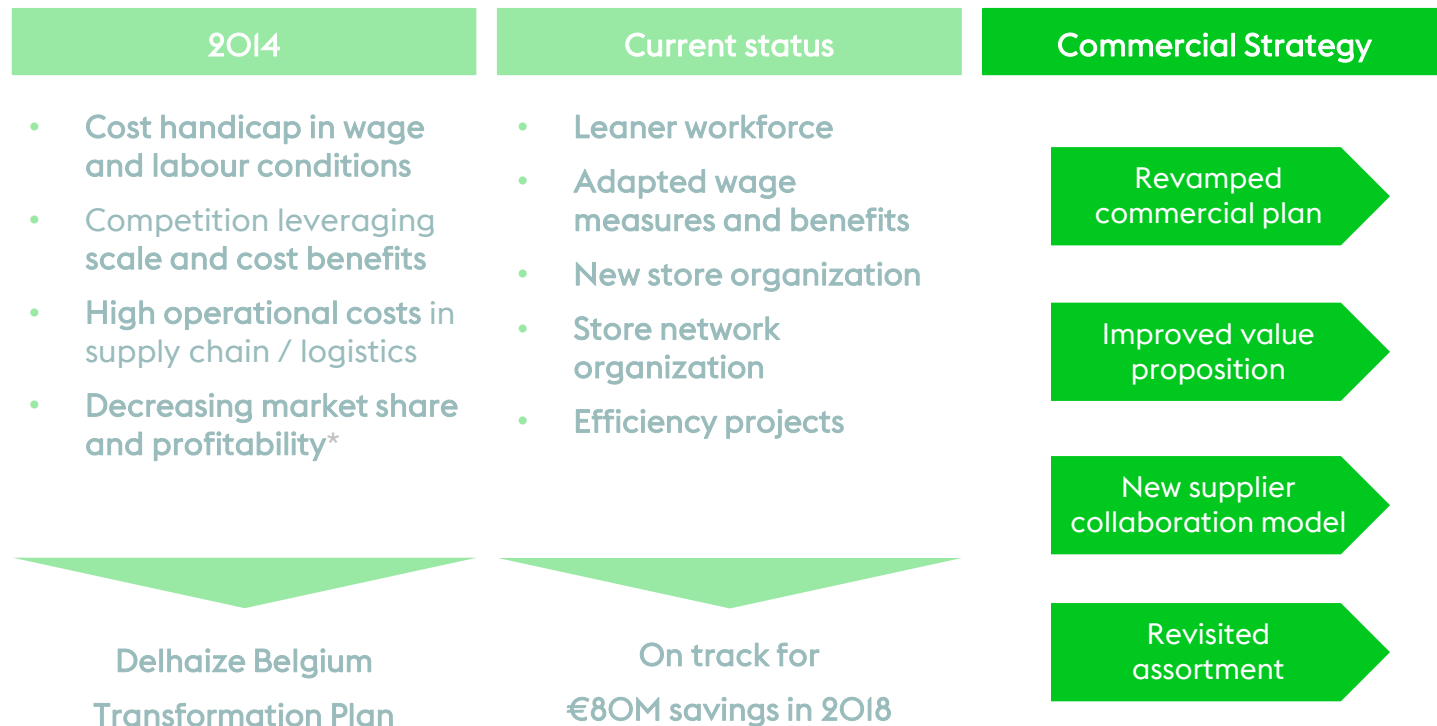 2014
Cost handicap in wage
and labour conditions
Competition leveraging
scale and cost benefits
High operational costs in
supply chain / logistics
Decreasing market share
and profitability*
Delhaize Belgium
Transformation Plan
Current status
Leaner workforce
Adapted wage
measures and benefits
New store organization
Store network
organization
Efficiency projects
On track for
€80M savings in 2018
Commercial Strategy
Revamped
commercial plan
Improved value
proposition
New supplier
collaboration model
Revisited
assortment